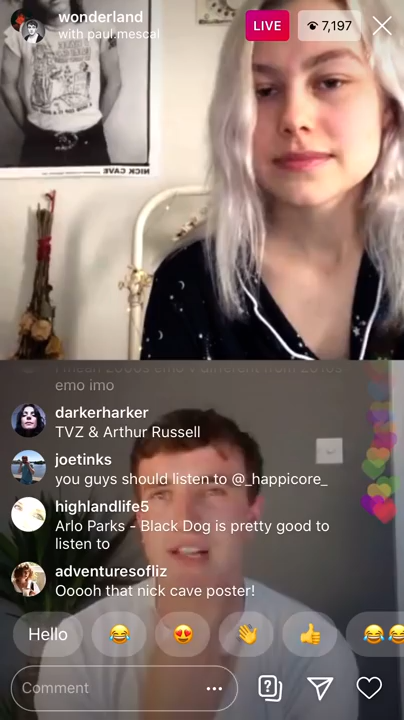 wonderland
with paul.mescal
LIVE
7,197
NICK CAVE
emo imo
darkerharker
TVZ & Arthur Russell
joetinks
you guys should listen to @_happicore_
highlandlife5
Arlo Parks - Black Dog is pretty good to
listen to
adventuresofliz
Ooooh that nick cave poster!
Hello
Comment